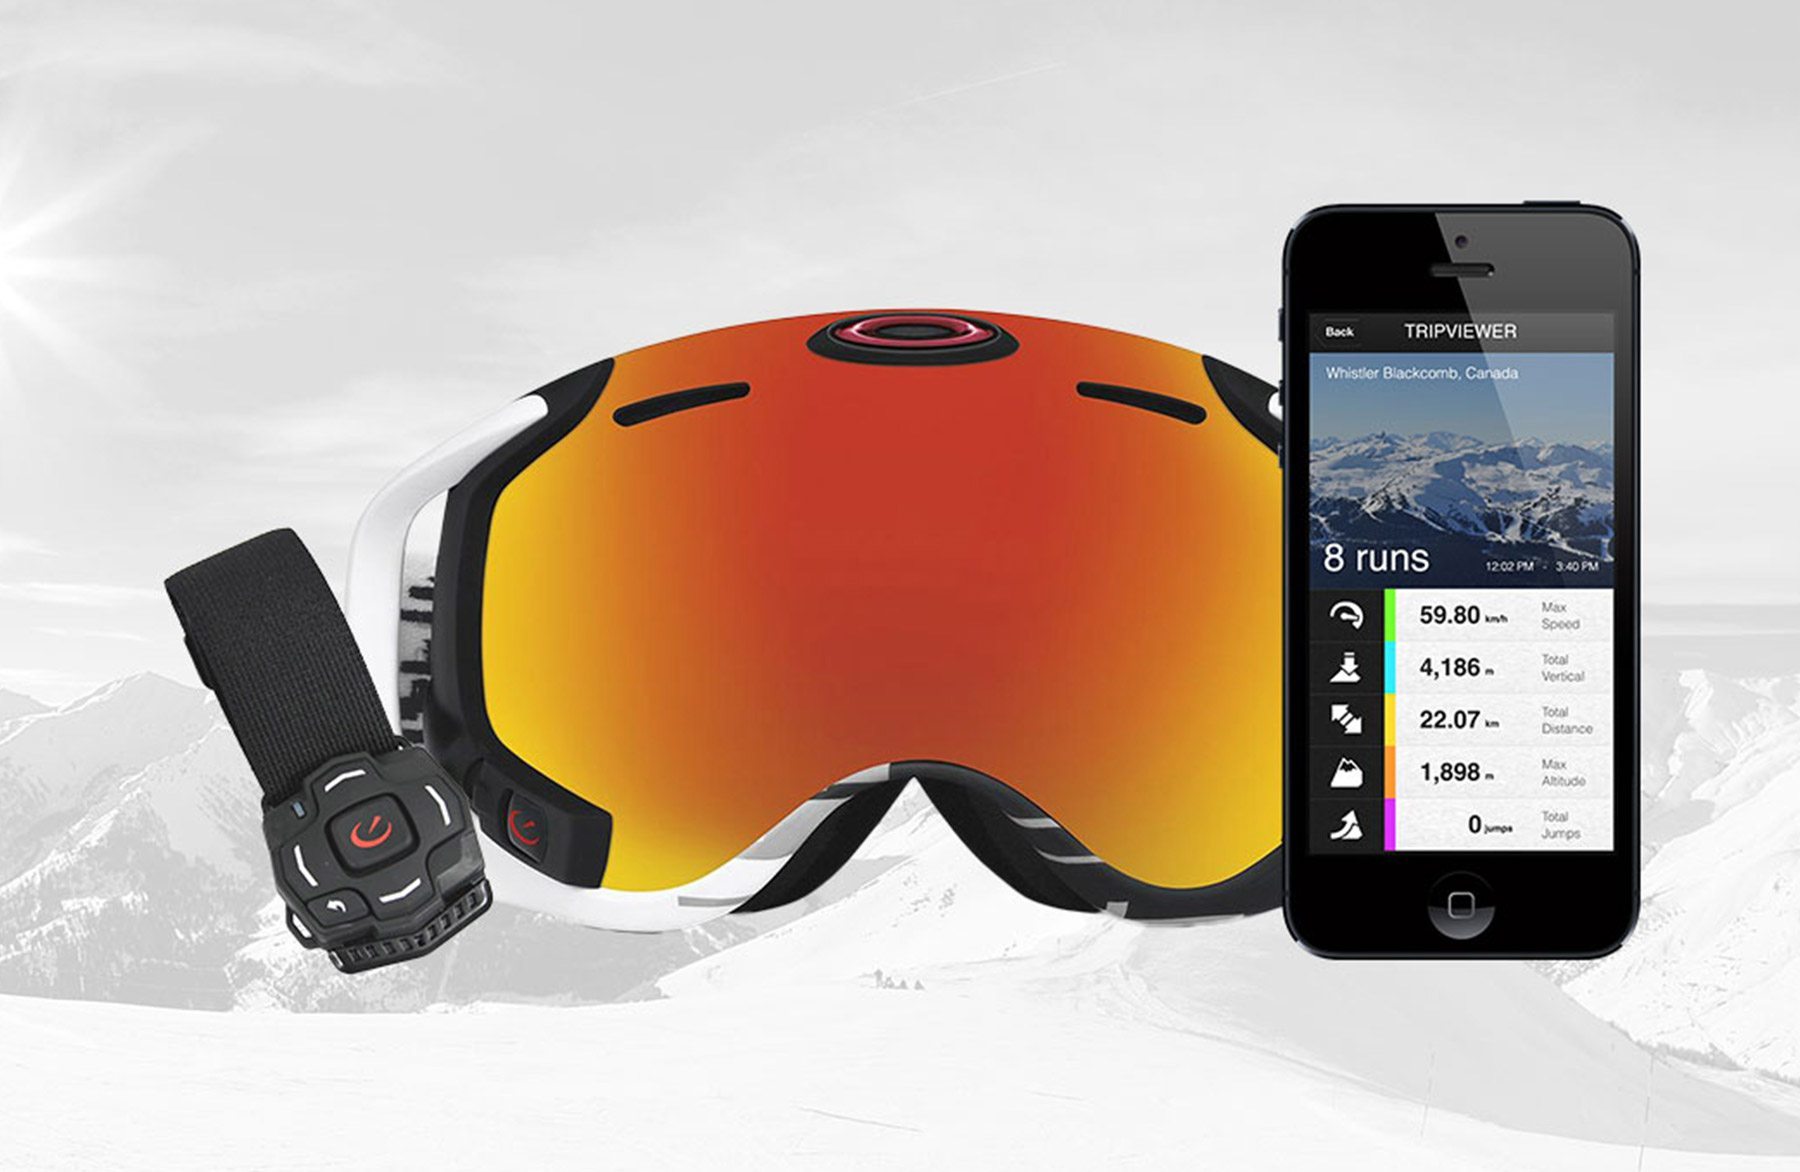 Back
TRIPVIEWER
Whistler Blackcomb, Canada
8 runs
12:02 PM - 3:40 PM
59.80 km/h
Max
Speed
4,186 m
Total
Vertical
22.07 km
Total
Distance
1,898 m
Max
Altitude
0 jumps
Total
Jumps